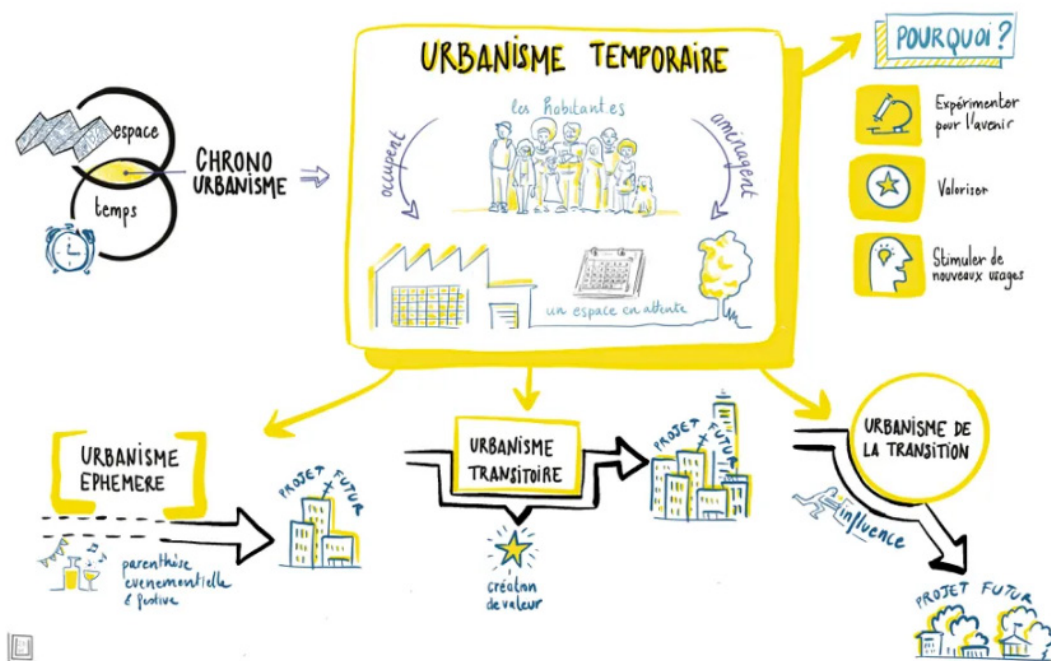 URBANISME TEMPORAIRE
les habitant.es
occupent
aménagent
un espace en attente
espace
temps
CHRONO
URBANISME
POURQUOI ?
Expérimenter
pour l'avenir
Valoriser
Stimuler de
nouveaux usages
URBANISME
EPHEMERE
PROJET FUTUR
parenthèse
evenementielle
& festive
URBANISME
TRANSITOIRE
PROJET FUTUR
création
de valeur
URBANISME DE
LA TRANSITION
influence
PROJET FUTUR